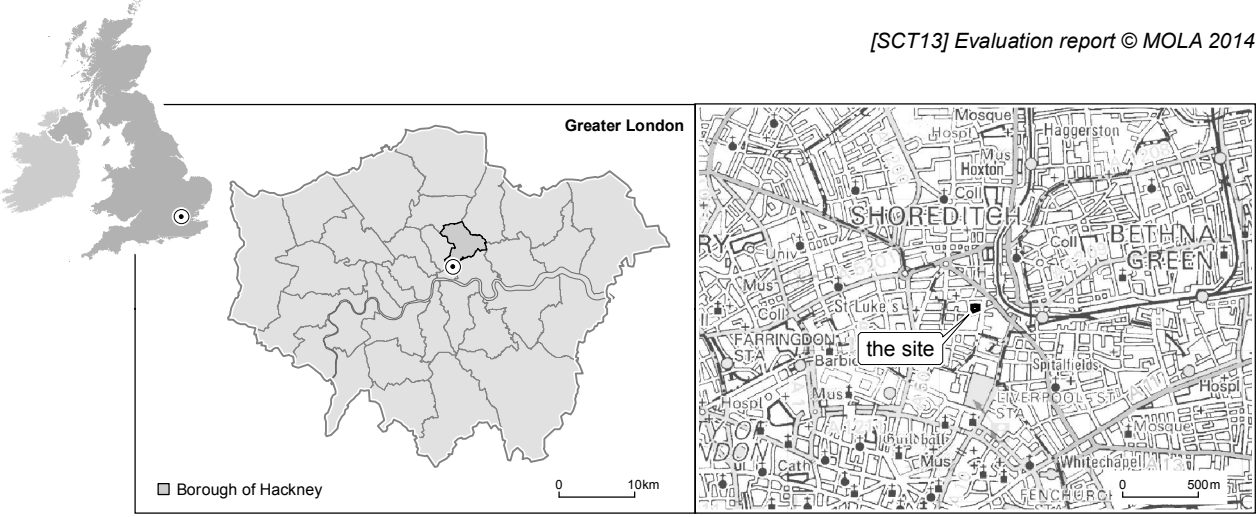 [SCT13] Evaluation report © MOLA 2014
Greater London
Borough of Hackney
0 10km
Mosque
Hospl
Haggerston
Mus
Hoxton
Coll
SHOREDITCH
BETHNAL
GREEN
Coll
Univ
Mus
Coll
St Luke's
the site
FARRINGDON
STA
Spitalfields
Hospl
Mus
LIVERPOOL ST
STA
Hospl
Mosque
Guildhall
Cath
Mus
Whitechapel
FENCHURCH
0 500m